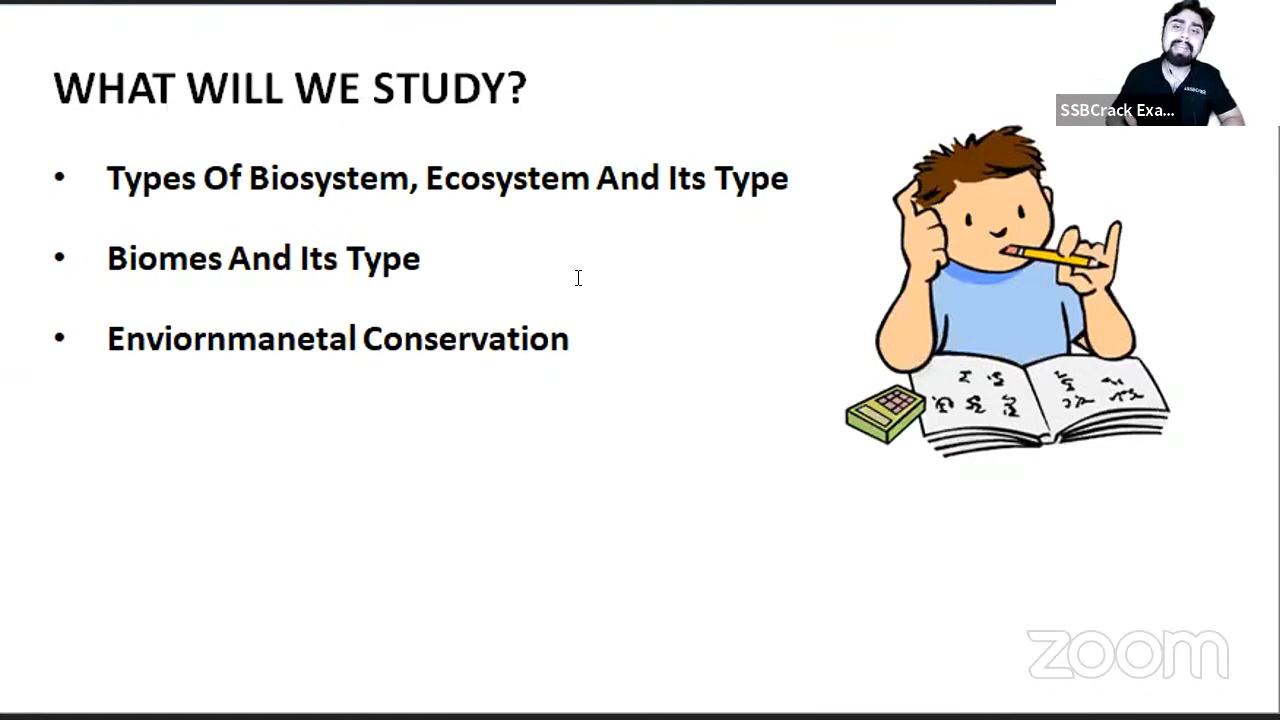 WHAT WILL WE STUDY?
SSBCrack Exa...
• Types Of Biosystem, Ecosystem And Its Type
• Biomes And Its Type
• Enviornmanetal Conservation
zoom